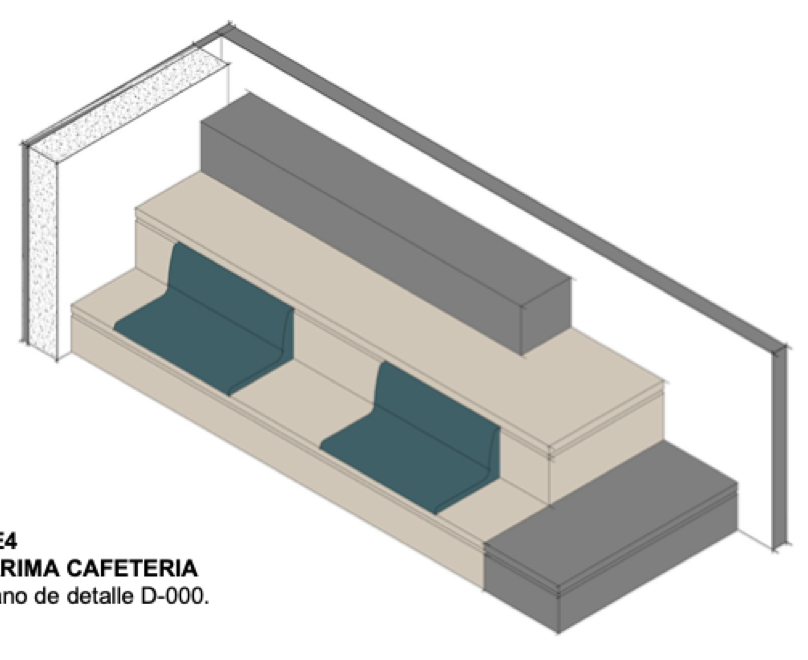 E4
RIMA CAFETERIA
ano de detalle D-000.